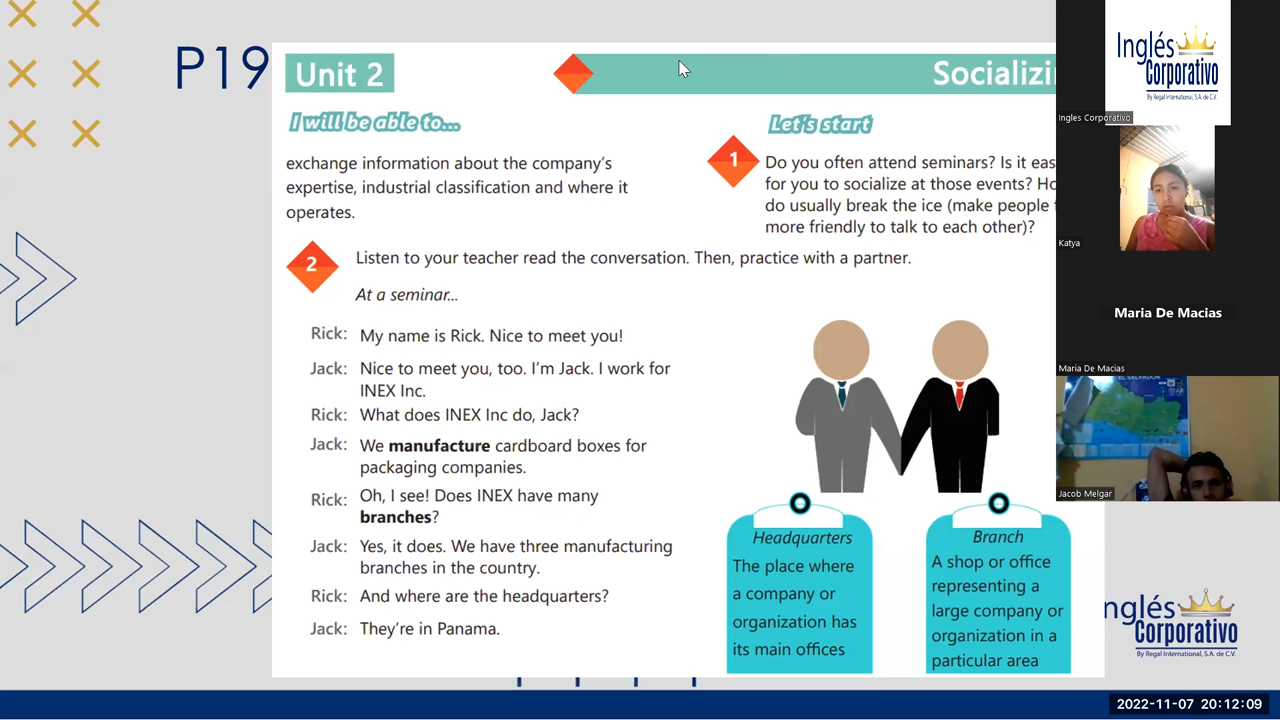 P19
Unit 2
Socializi
I will be able to...
exchange information about the company's
expertise, industrial classification and where it
operates.
Let's start
1
Do you often attend seminars? Is it eas
for you to socialize at those events? Ho
do usually break the ice (make people
more friendly to talk to each other)?
2
Listen to your teacher read the conversation. Then, practice with a partner.
At a seminar...
Rick: My name is Rick. Nice to meet you!
Jack: Nice to meet you, too. I'm Jack. I work for
INEX Inc.
Rick: What does INEX Inc do, Jack?
Jack: We manufacture cardboard boxes for
packaging companies.
Rick: Oh, I see! Does INEX have many
branches?
Jack: Yes, it does. We have three manufacturing
branches in the country.
Rick: And where are the headquarters?
Jack: They're in Panama.
Headquarters
The place where
a company or
organization has
its main offices
Branch
A shop or office
representing a
large company or
organization in a
particular area
Inglés
Corporativo
By Regal International, S.A. de C.V.
Ingles Corporativo
Katya
Maria De Macias
Maria De Macias
EL SALVADOR
Jacob Melgar
nglés
Corporativo
By Regal International, S.A. de C.V.
2022-11-07 20:12:09